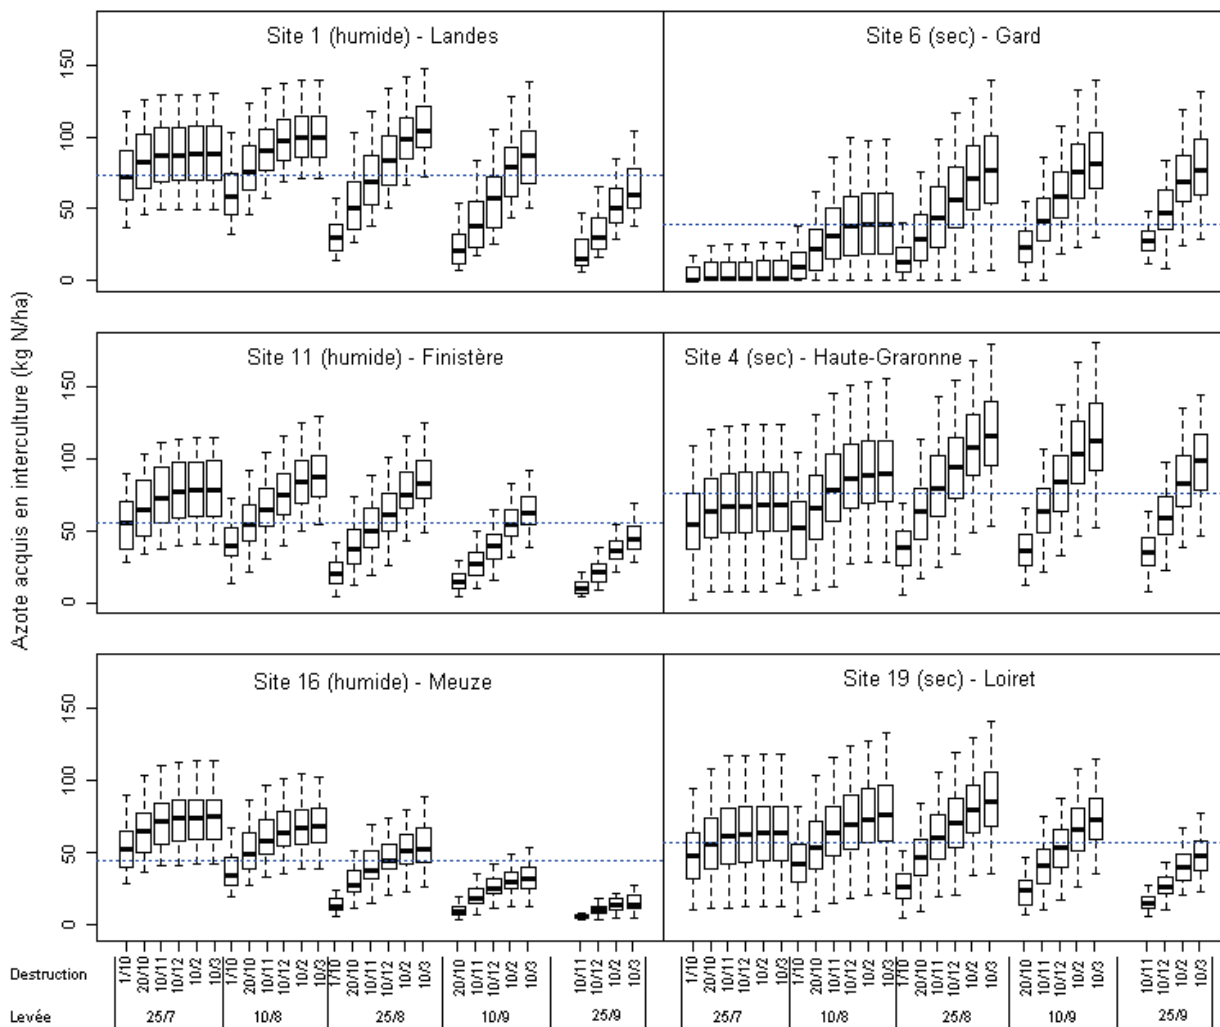 Azote acquis en interculture (kg N/ha)
Site 1 (humide) - Landes
Site 6 (sec) - Gard
150
100
50
0
Site 11 (humide) - Finistère
Site 4 (sec) - Haute-Graronne
150
100
50
0
Site 16 (humide) - Meuze
Site 19 (sec) - Loiret
150
100
50
0
Destruction 1/10 20/10 10/11 10/12 10/2 10/3 1/10 20/10 10/11 10/12 10/2 10/3 1/10 20/10 10/11 10/12 10/2 10/3 20/10 10/11 10/12 10/2 10/3 10/11 10/12 10/2 10/3 1/10 20/10 10/11 10/12 10/2 10/3 1/10 20/10 10/11 10/12 10/2 10/3 1/10 20/10 10/11 10/12 10/2 10/3 20/10 10/11 10/12 10/2 10/3 10/11 10/12 10/2 10/3
Levée 25/7 10/8 25/8 10/9 25/9 25/7 10/8 25/8 10/9 25/9